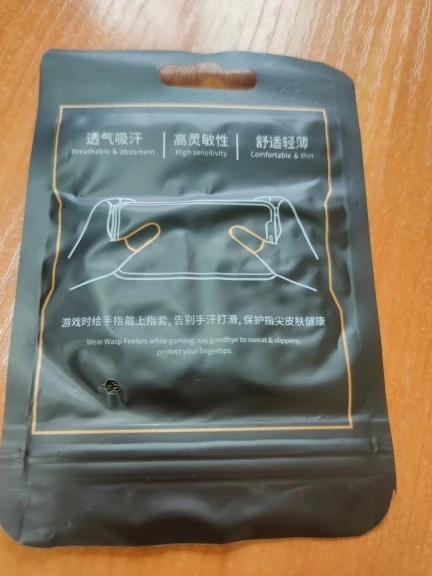 透气吸汗 高灵敏性 舒适轻薄
Breathable & absorbent High sensitivity Comfortable & thin
游戏时给手指戴上指套，告别手汗打滑，保护指尖皮肤健康
Wear Wasp Feelers while gaming, say goodbye to sweat & slippery,
protect your fingertips.